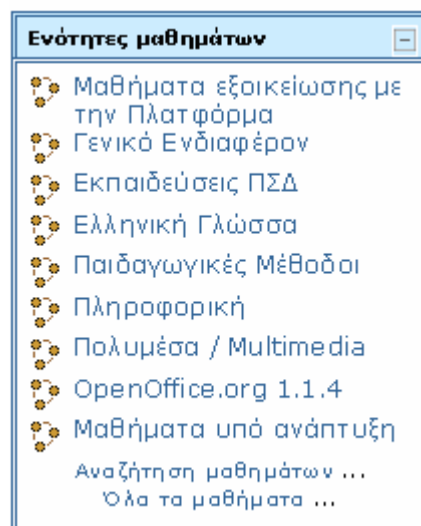 Ενότητες μαθημάτων
Μαθήματα εξοικείωσης με
την Πλατφόρμα
Γενικό Ενδιαφέρον
Εκπαιδεύσεις ΠΣΔ
Ελληνική Γλώσσα
Παιδαγωγικές Μέθοδοι
Πληροφορική
Πολυμέσα / Multimedia
OpenOffice.org 1.1.4
Μαθήματα υπό ανάπτυξη
Αναζήτηση μαθημάτων ...
Όλα τα μαθήματα ...